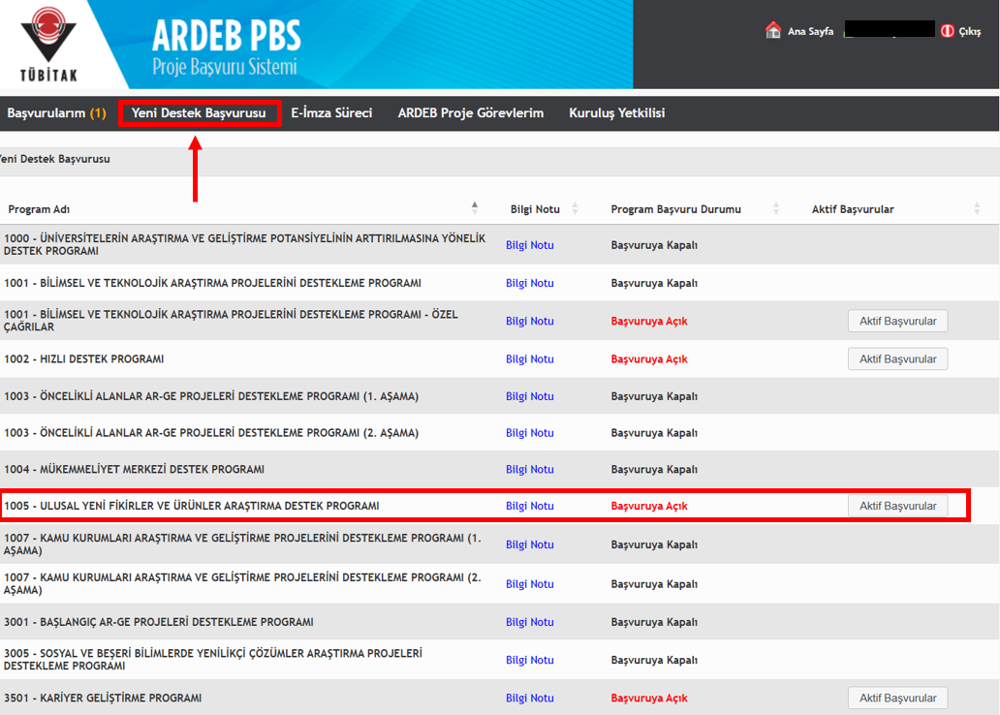 TÜBİTAK
ARDEB PBS
Proje Başvuru Sistemi
Ana Sayfa
Çıkış
Başvurularım (1) Yeni Destek Başvurusu E-İmza Süreci ARDEB Proje Görevlerim Kuruluş Yetkilisi
Yeni Destek Başvurusu
Program Adı Bilgi Notu Program Başvuru Durumu Aktif Başvurular
1000 - ÜNİVERSİTELERİN ARAŞTIRMA VE GELİŞTİRME POTANSİYELİNİN ARTTIRILMASINA YÖNELİK
DESTEK PROGRAMI
Bilgi Notu Başvuruya Kapalı
1001 - BİLİMSEL VE TEKNOLOJİK ARAŞTIRMA PROJELERİNİ DESTEKLEME PROGRAMI Bilgi Notu Başvuruya Kapalı
1001 - BİLİMSEL VE TEKNOLOJİK ARAŞTIRMA PROJELERİNİ DESTEKLEME PROGRAMI - ÖZEL
ÇAĞRILAR
Bilgi Notu Başvuruya Açık Aktif Başvurular
1002 - HIZLI DESTEK PROGRAMI Bilgi Notu Başvuruya Açık Aktif Başvurular
1003 - ÖNCELİKLİ ALANLAR AR-GE PROJELERİ DESTEKLEME PROGRAMI (1. AŞAMA) Bilgi Notu Başvuruya Kapalı
1003 - ÖNCELİKLİ ALANLAR AR-GE PROJELERİ DESTEKLEME PROGRAMI (2. AŞAMA) Bilgi Notu Başvuruya Kapalı
1004 - MÜKEMMELİYET MERKEZİ DESTEK PROGRAMI Bilgi Notu Başvuruya Kapalı
1005 - ULUSAL YENİ FİKİRLER VE ÜRÜNLER ARAŞTIRMA DESTEK PROGRAMI Bilgi Notu Başvuruya Açık Aktif Başvurular
1007 - KAMU KURUMLARI ARAŞTIRMA VE GELİŞTİRME PROJELERİNİ DESTEKLEME PROGRAMI (1.
AŞAMA)
Bilgi Notu Başvuruya Kapalı
1007 - KAMU KURUMLARI ARAŞTIRMA VE GELİŞTİRME PROJELERİNİ DESTEKLEME PROGRAMI (2.
AŞAMA)
Bilgi Notu Başvuruya Kapalı
3001 - BAŞLANGIÇ AR-GE PROJELERİ DESTEKLEME PROGRAMI Bilgi Notu Başvuruya Kapalı
3005 - SOSYAL VE BEŞERİ BİLİMLERDE YENİLİKÇİ ÇÖZÜMLER ARAŞTIRMA PROJELERİ
DESTEKLEME PROGRAMI
Bilgi Notu Başvuruya Kapalı
3501 - KARİYER GELİŞTİRME PROGRAMI Bilgi Notu Başvuruya Açık Aktif Başvurular